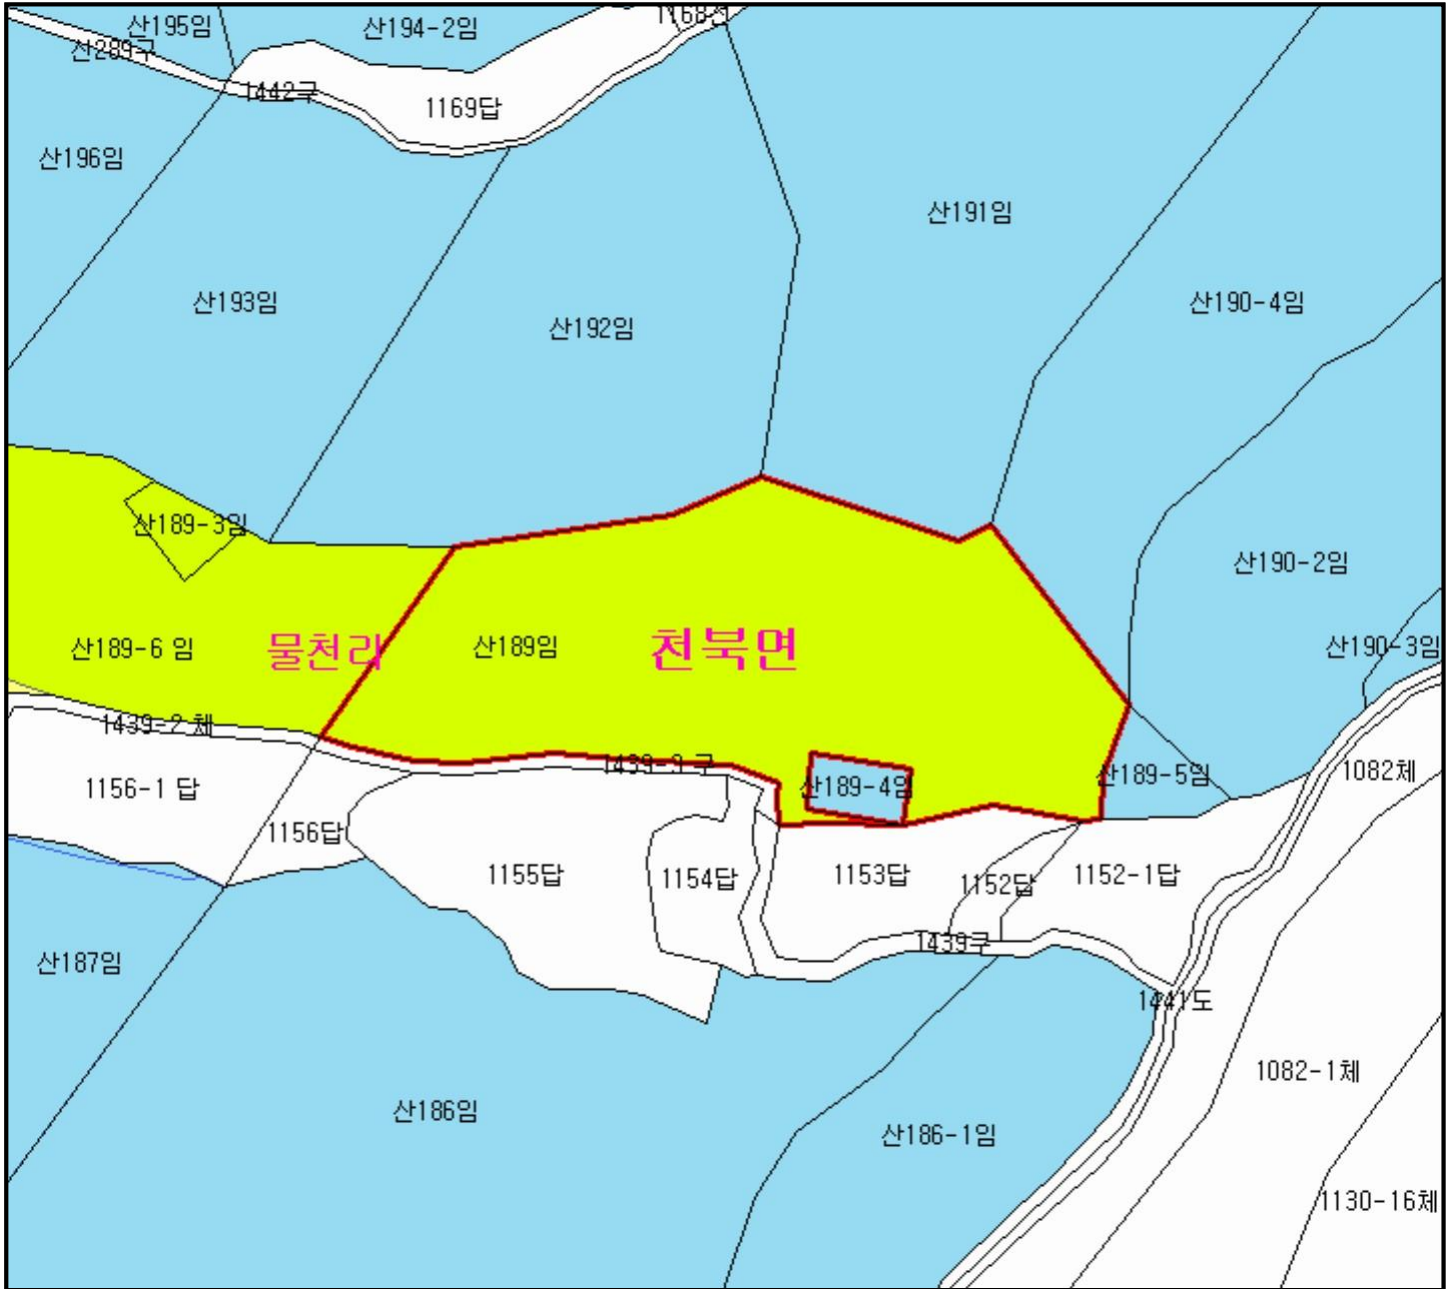 산195임
산194-2임
산289구
1442구
1169답
산196임
산191임
산193임
산192임
산190-4임
산189-3임
산190-2임
산189-6 임
물천리
산189임
천북면
산190-3임
1439-2 체
1439-3 구
산189-4임
산189-5임
1082체
1156-1 답
1156답
1155답
1154답
1153답
1152답
1152-1답
1439구
산187임
1441도
1082-1체
산186임
산186-1임
1130-16체